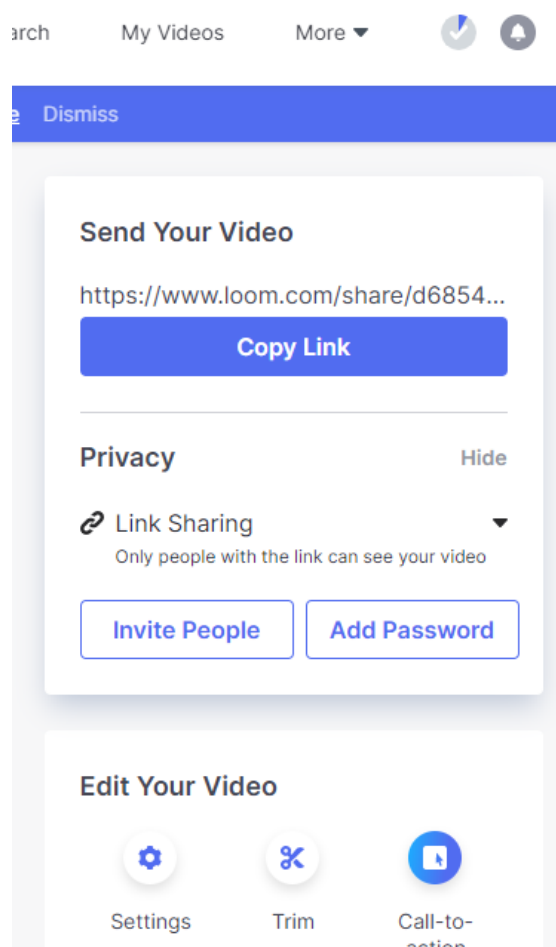 arch My Videos More
e Dismiss
Send Your Video
https://www.loom.com/share/d6854...
Copy Link
Privacy Hide
Link Sharing
Only people with the link can see your video
Invite People Add Password
Edit Your Video
Settings Trim Call-to-
action